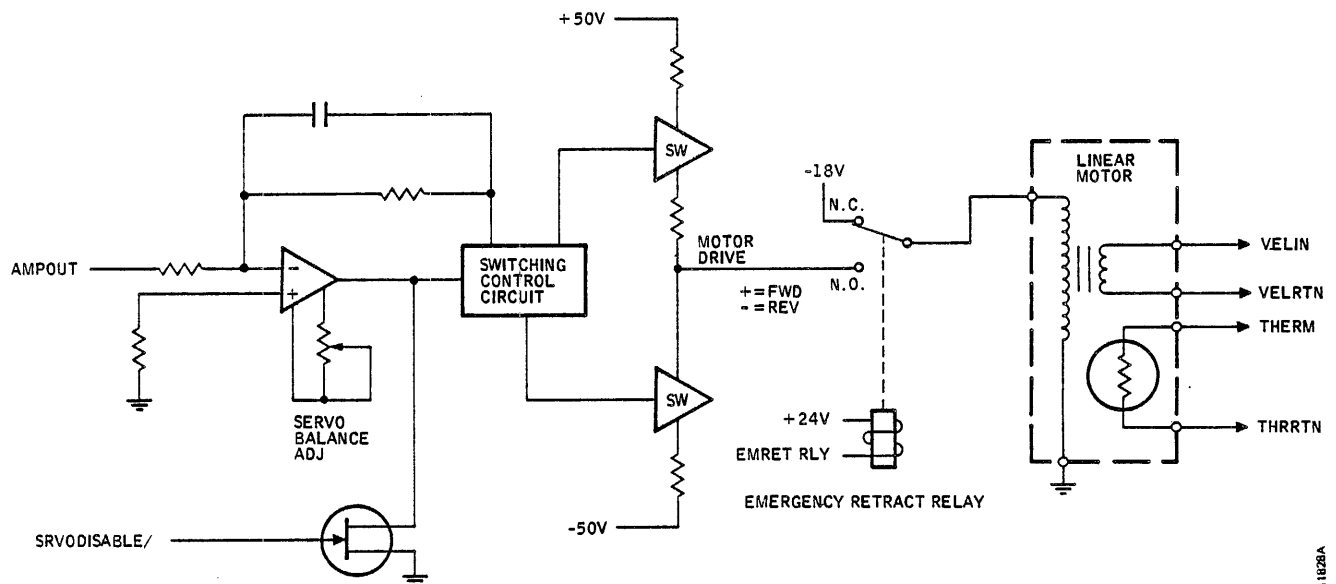 +50V
SW
LINEAR
MOTOR
-18V
N.C.
MOTOR
DRIVE
AMPOUT
-
+
SWITCHING
CONTROL
CIRCUIT
N.O.
+=FWD
-=REV
VELIN
VELRTN
THERM
THRRTN
SW
SERVO
BALANCE
ADJ
+24V
EMRET RLY
EMERGENCY RETRACT RELAY
-50V
SRVODISABLE/
1828A